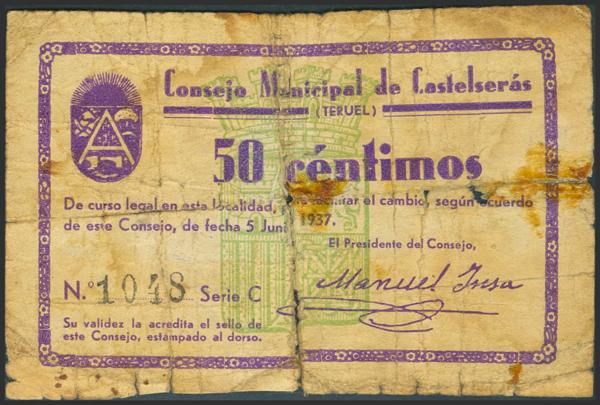 Consejo Municipal de Castelserás
(TERUEL)
50 céntimos
De curso legal en esta localidad, facilitar el cambio, según acuerdo
de este Consejo, de fecha 5 Juni 1937.
El Presidente del Consejo,
N.º 1048 Serie C
Manuel Insa
Su validez la acredita el sello de
este Consejo, estampado al dorso.